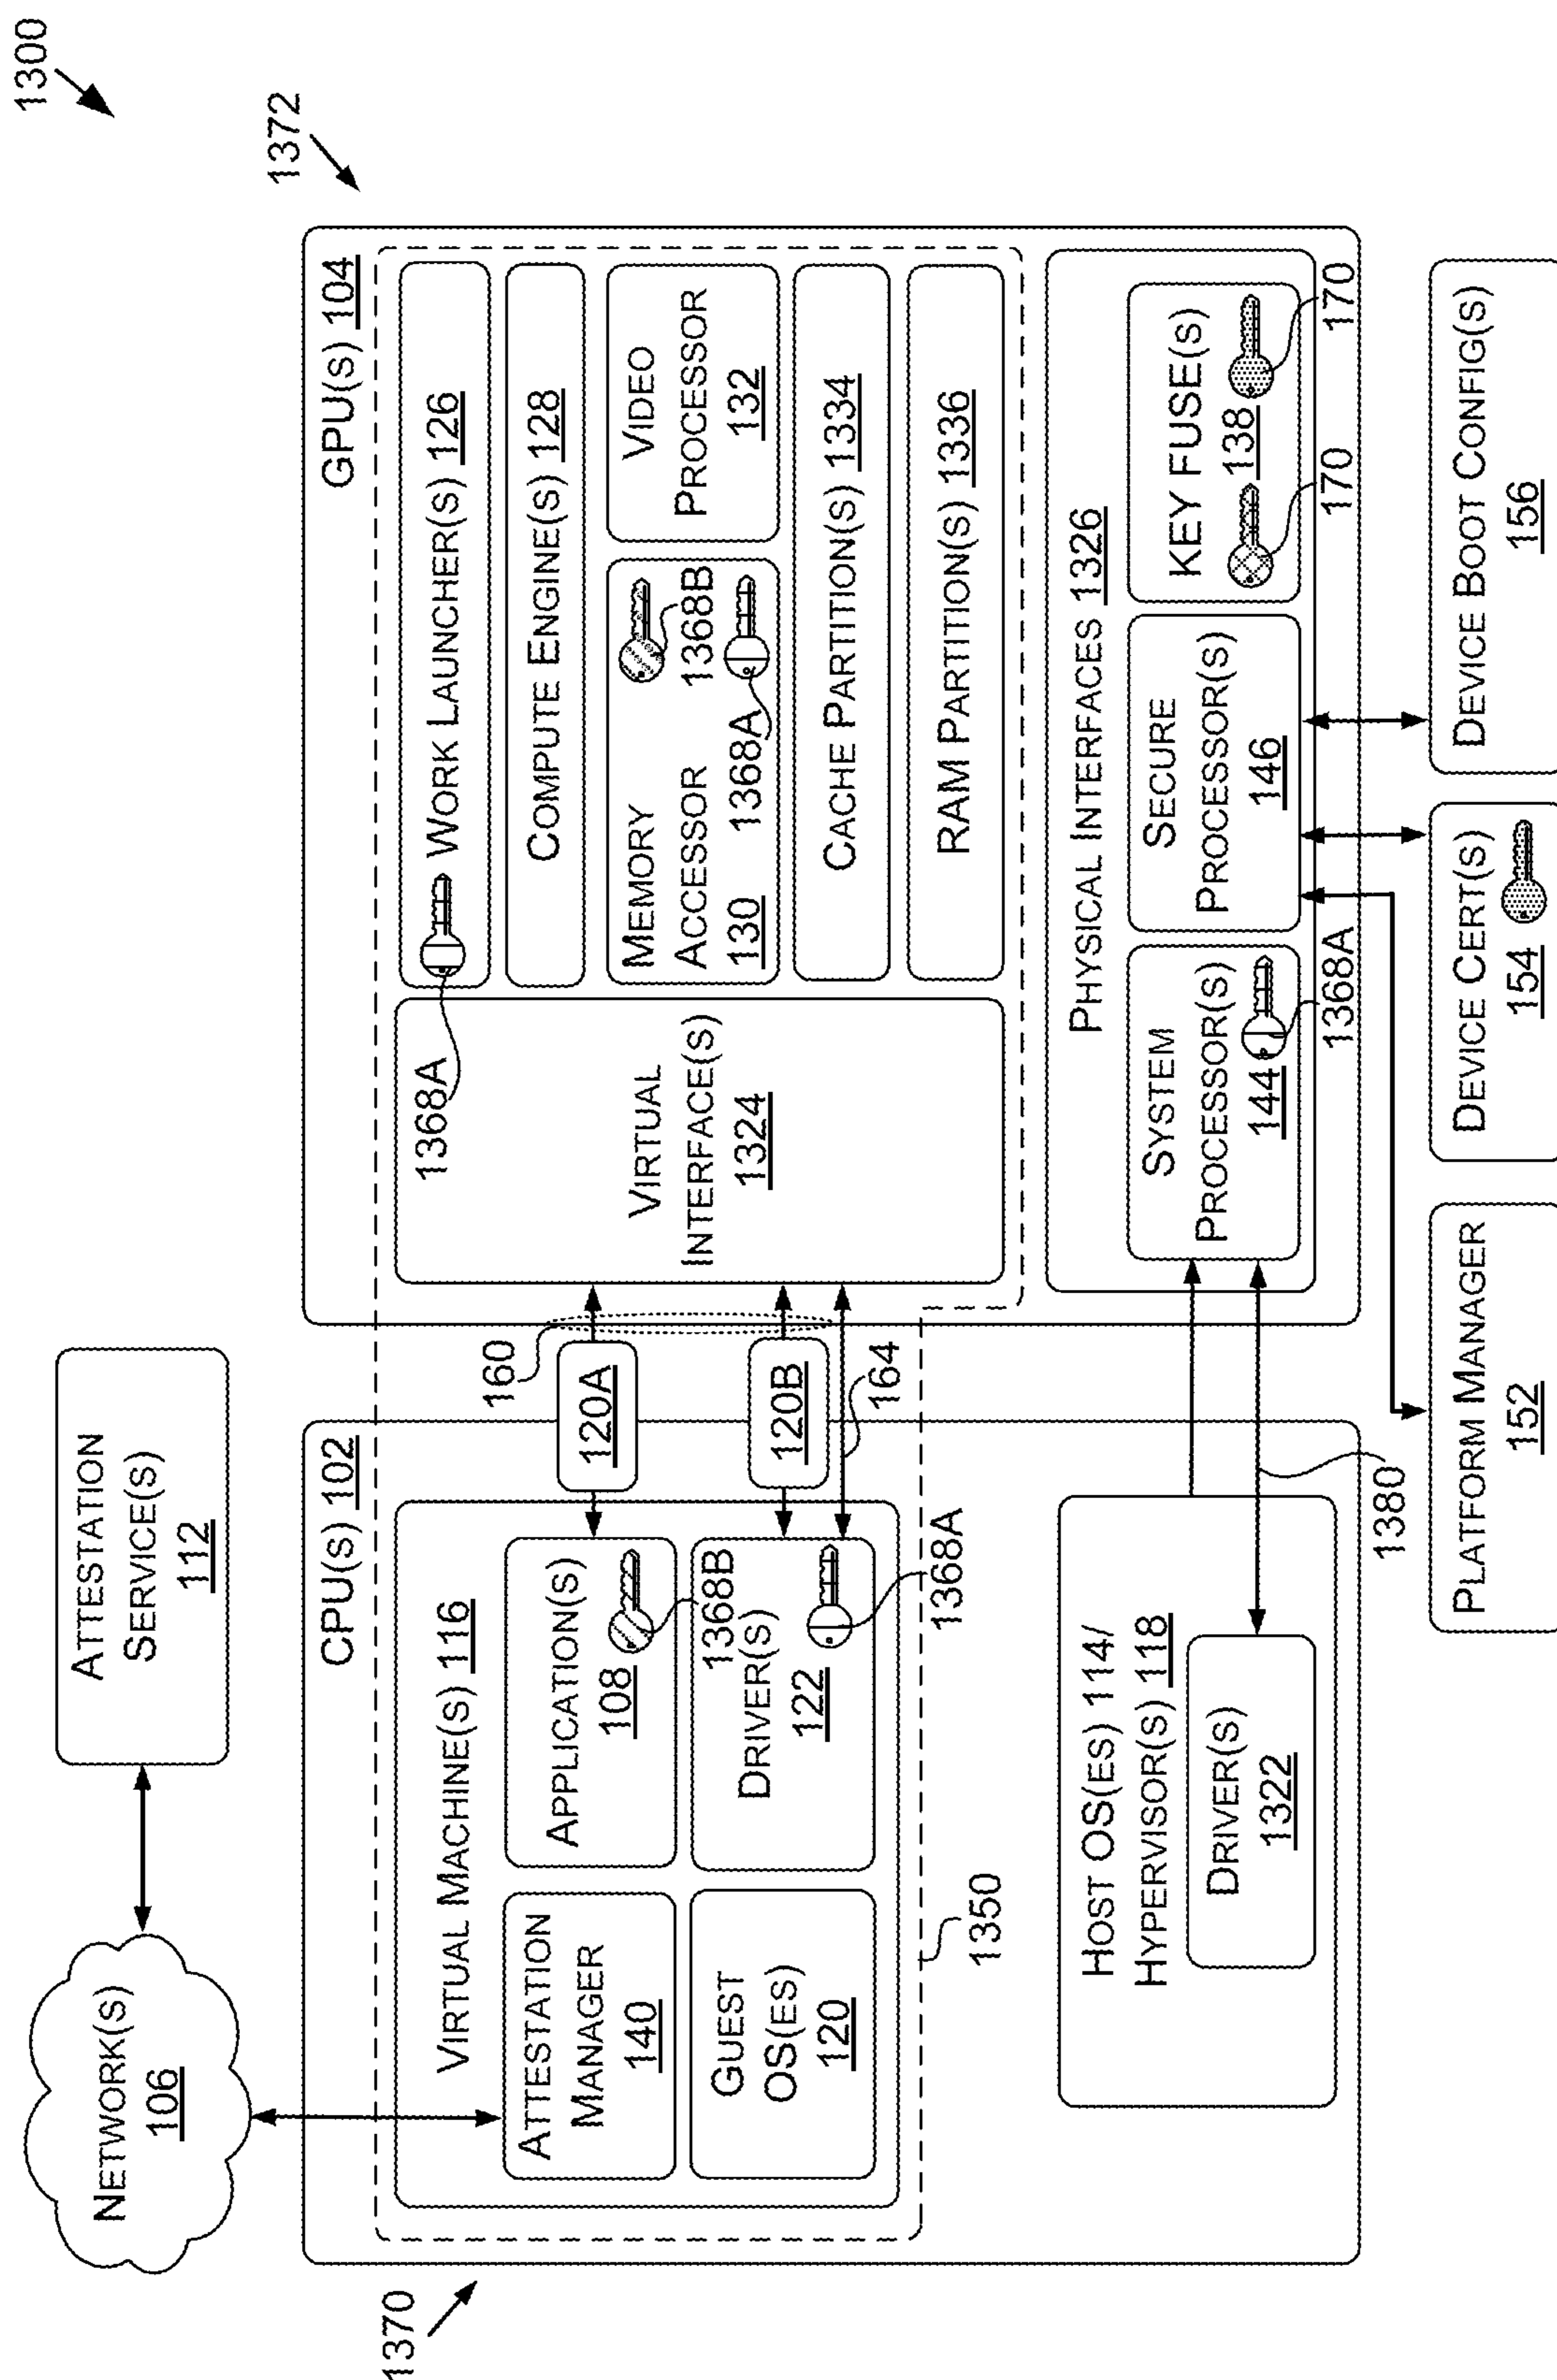 1300
1372
1370
NETWORK(S)
106
ATTESTATION
SERVICE(S)
112
CPU(S) 102
VIRTUAL MACHINE(S) 116
ATTESTATION
MANAGER
140
APPLICATION(S)
108
1368B
GUEST
OS(ES)
120
DRIVER(S)
122
1368A
1350
HOST OS(ES) 114/
HYPERVISOR(S) 118
DRIVER(S)
1322
1380
160
120A
120B
164
GPU(S) 104
1368A
WORK LAUNCHER(S) 126
COMPUTE ENGINE(S) 128
VIRTUAL
INTERFACE(S)
1324
MEMORY
ACCESSOR
130
1368B
1368A
VIDEO
PROCESSOR
132
CACHE PARTITION(S) 1334
RAM PARTITION(S) 1336
PHYSICAL INTERFACES 1326
SYSTEM
PROCESSOR(S)
144
1368A
SECURE
PROCESSOR(S)
146
KEY FUSE(S)
138
170
170
PLATFORM MANAGER
152
DEVICE CERT(S)
154
DEVICE BOOT CONFIG(S)
156